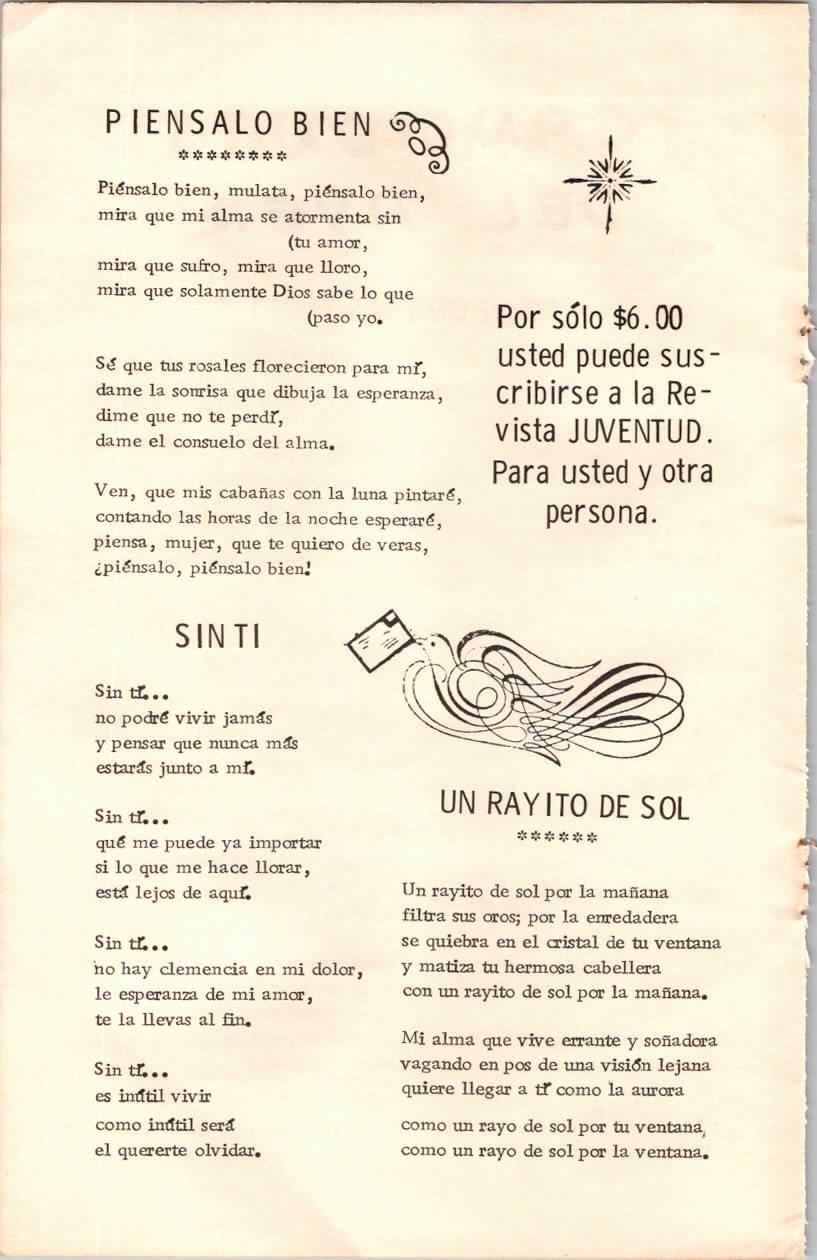 PIENSALO BIEN
********
Piénsalo bien, mulata, piénsalo bien,
mira que mi alma se atormenta sin
(tu amor,
mira que sufro, mira que lloro,
mira que solamente Dios sabe lo que
(paso yo.
Sé que tus rosales florecieron para mí,
dame la sonrisa que dibuja la esperanza,
dime que no te perdí,
dame el consuelo del alma.
Ven, que mis cabañas con la luna pintaré,
contando las horas de la noche esperaré,
piensa, mujer, que te quiero de veras,
¿piénsalo, piénsalo bien!
Por sólo $6.00
usted puede sus-
cribirse a la Re-
vista JUVENTUD.
Para usted y otra
persona.
SIN TI
Sin tí...
no podré vivir jamás
y pensar que nunca más
estarás junto a mí.
Sin tí...
qué me puede ya importar
si lo que me hace llorar,
está lejos de aquí.
Sin tí...
no hay clemencia en mi dolor,
le esperanza de mi amor,
te la llevas al fin.
Sin tí...
es inútil vivir
como inútil será
el quererte olvidar.
UN RAYITO DE SOL
******
Un rayito de sol por la mañana
filtra sus oros; por la enredadera
se quiebra en el cristal de tu ventana
y matiza tu hermosa cabellera
con un rayito de sol por la mañana.
Mi alma que vive errante y soñadora
vagando en pos de una visión lejana
quiere llegar a tí como la aurora
como un rayo de sol por tu ventana,
como un rayo de sol por la ventana.